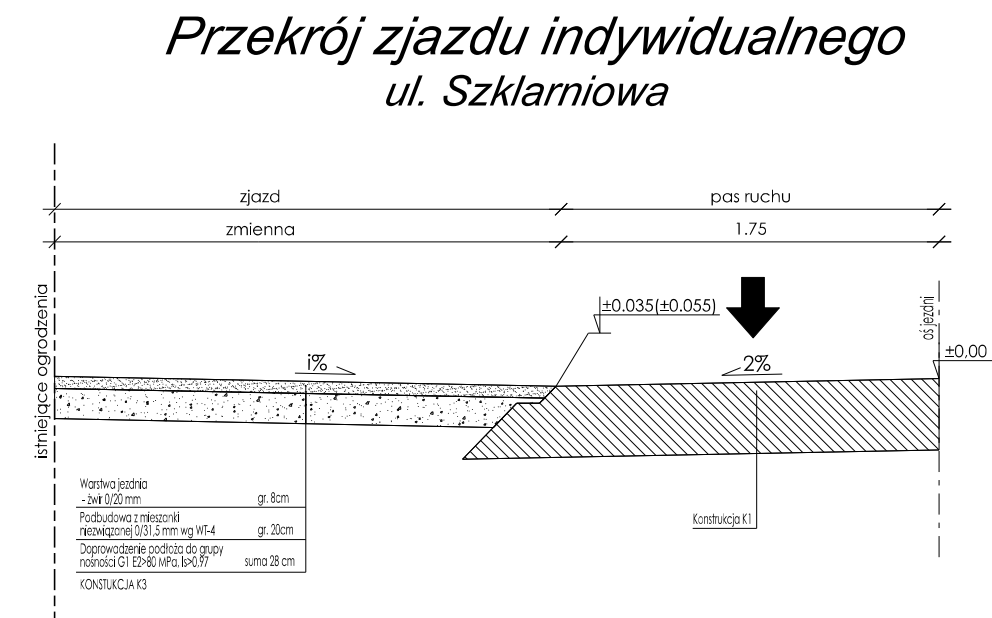 Przekrój zjazdu indywidualnego
ul. Szklarniowa
zjazd
pas ruchu
zmienna
1.75
istniejące ogrodzenia
±0.035(±0.055)
oś jezdni
±0,00
i%
2%
Warstwa jezdnia
- żwir 0/20 mm gr. 8cm
Podbudowa z mieszanki
niezwiązanej 0/31,5 mm wg WT-4 gr. 20cm
Doprowadzenie podłoża do grupy
nośności G1 E2>80 MPa, Is>0,97 suma 28 cm
KONSTUKCJA K3
Konstrukcja K1